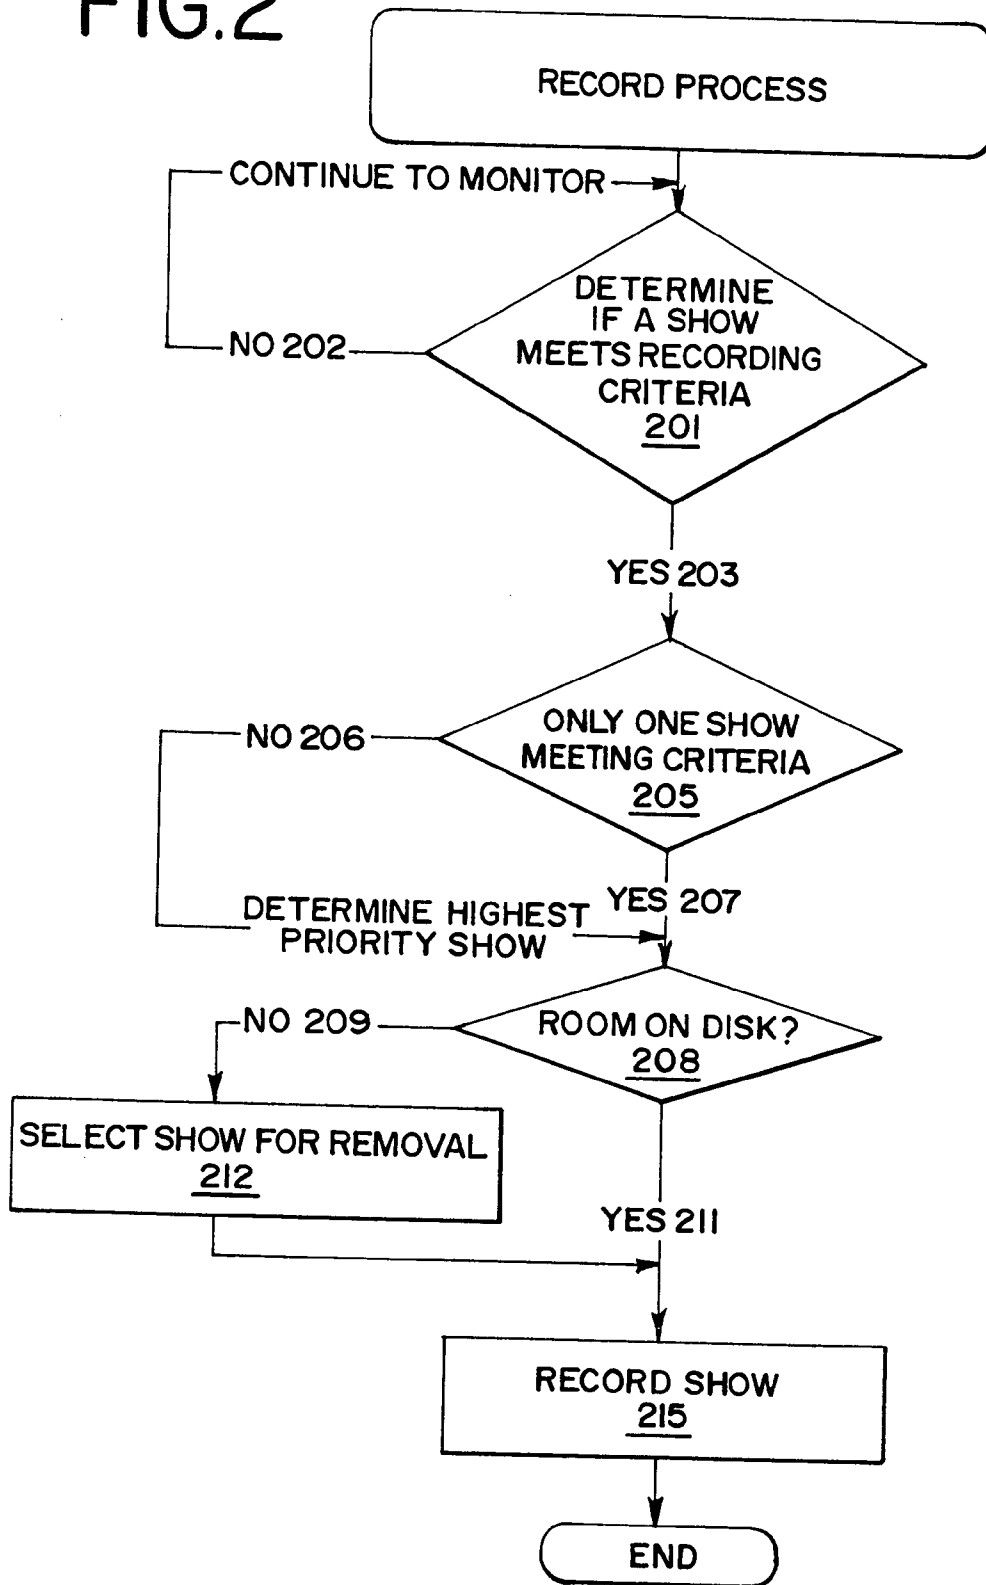 FIG.2
RECORD PROCESS
CONTINUE TO MONITOR
DETERMINE
IF A SHOW
MEETS RECORDING
CRITERIA
201
NO 202
YES 203
ONLY ONE SHOW
MEETING CRITERIA
205
NO 206
YES 207
DETERMINE HIGHEST
PRIORITY SHOW
ROOM ON DISK?
208
NO 209
SELECT SHOW FOR REMOVAL
212
YES 211
RECORD SHOW
215
END